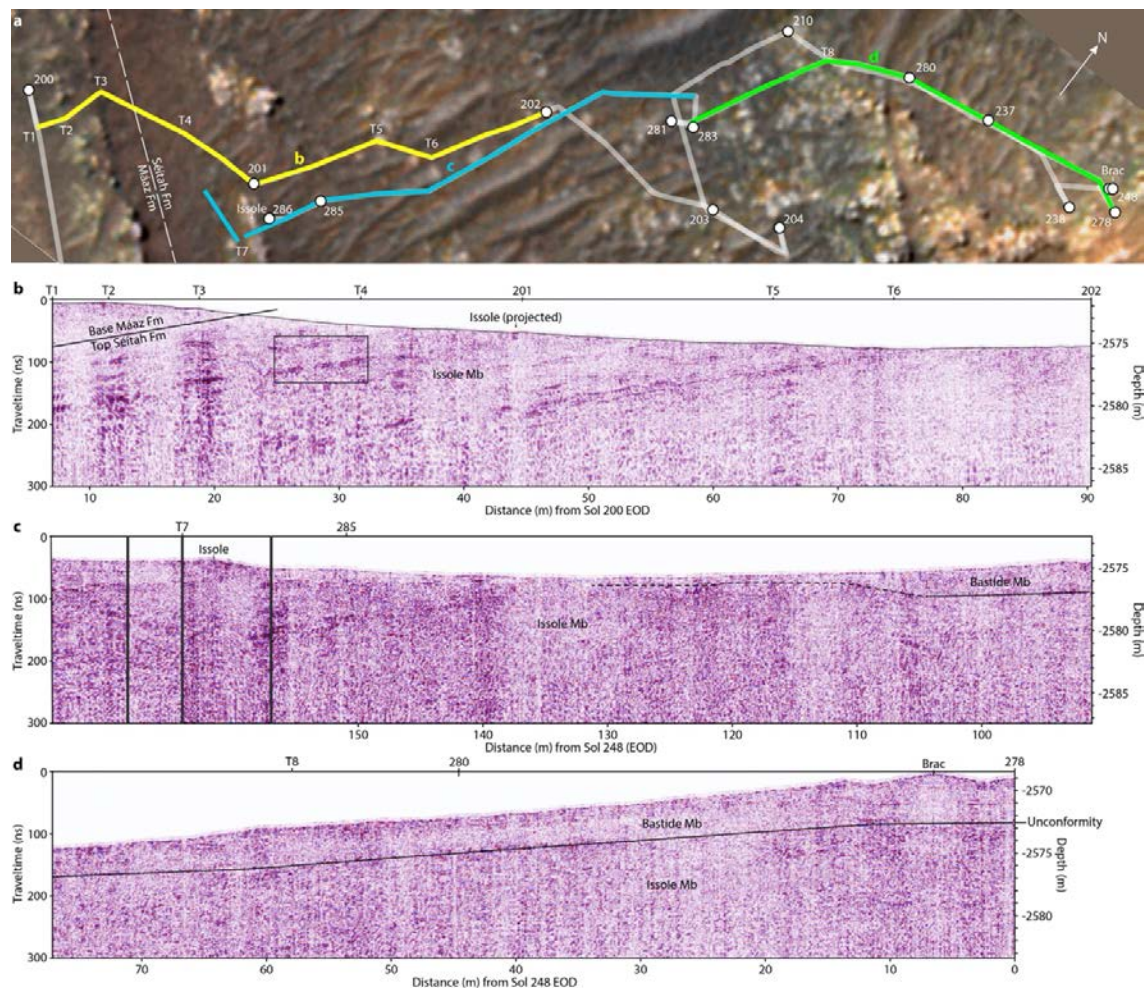 a
200
T1
T2
T3
T4
Séitah Fm
Máaz Fm
201
b
T5
T6
202
c
Issole
286
285
T7
281
283
203
204
210
T8
d
280
237
238
Brac
248
278
N
b
T1 T2 T3 T4 201 T5 T6 202
Base Máaz Fm
Top Séitah Fm
Issole (projected)
Issole Mb
Traveltime (ns)
0
100
200
300
Depth (m)
-2575
-2580
-2585
10 20 30 40 50 60 70 80 90
Distance (m) from Sol 200 EOD
c
T7 285
Issole
Bastide Mb
Issole Mb
Traveltime (ns)
0
100
200
300
Depth (m)
-2575
-2580
-2585
150 140 130 120 110 100
Distance (m) from Sol 248 (EOD)
d
T8 280 Brac 278
Bastide Mb
Unconformity
Issole Mb
Traveltime (ns)
0
100
200
300
Depth (m)
-2570
-2575
-2580
70 60 50 40 30 20 10 0
Distance (m) from Sol 248 EOD